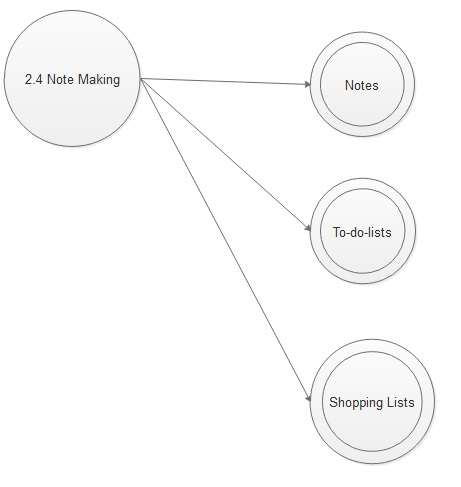 2.4 Note Making
Notes
To-do-lists
Shopping Lists